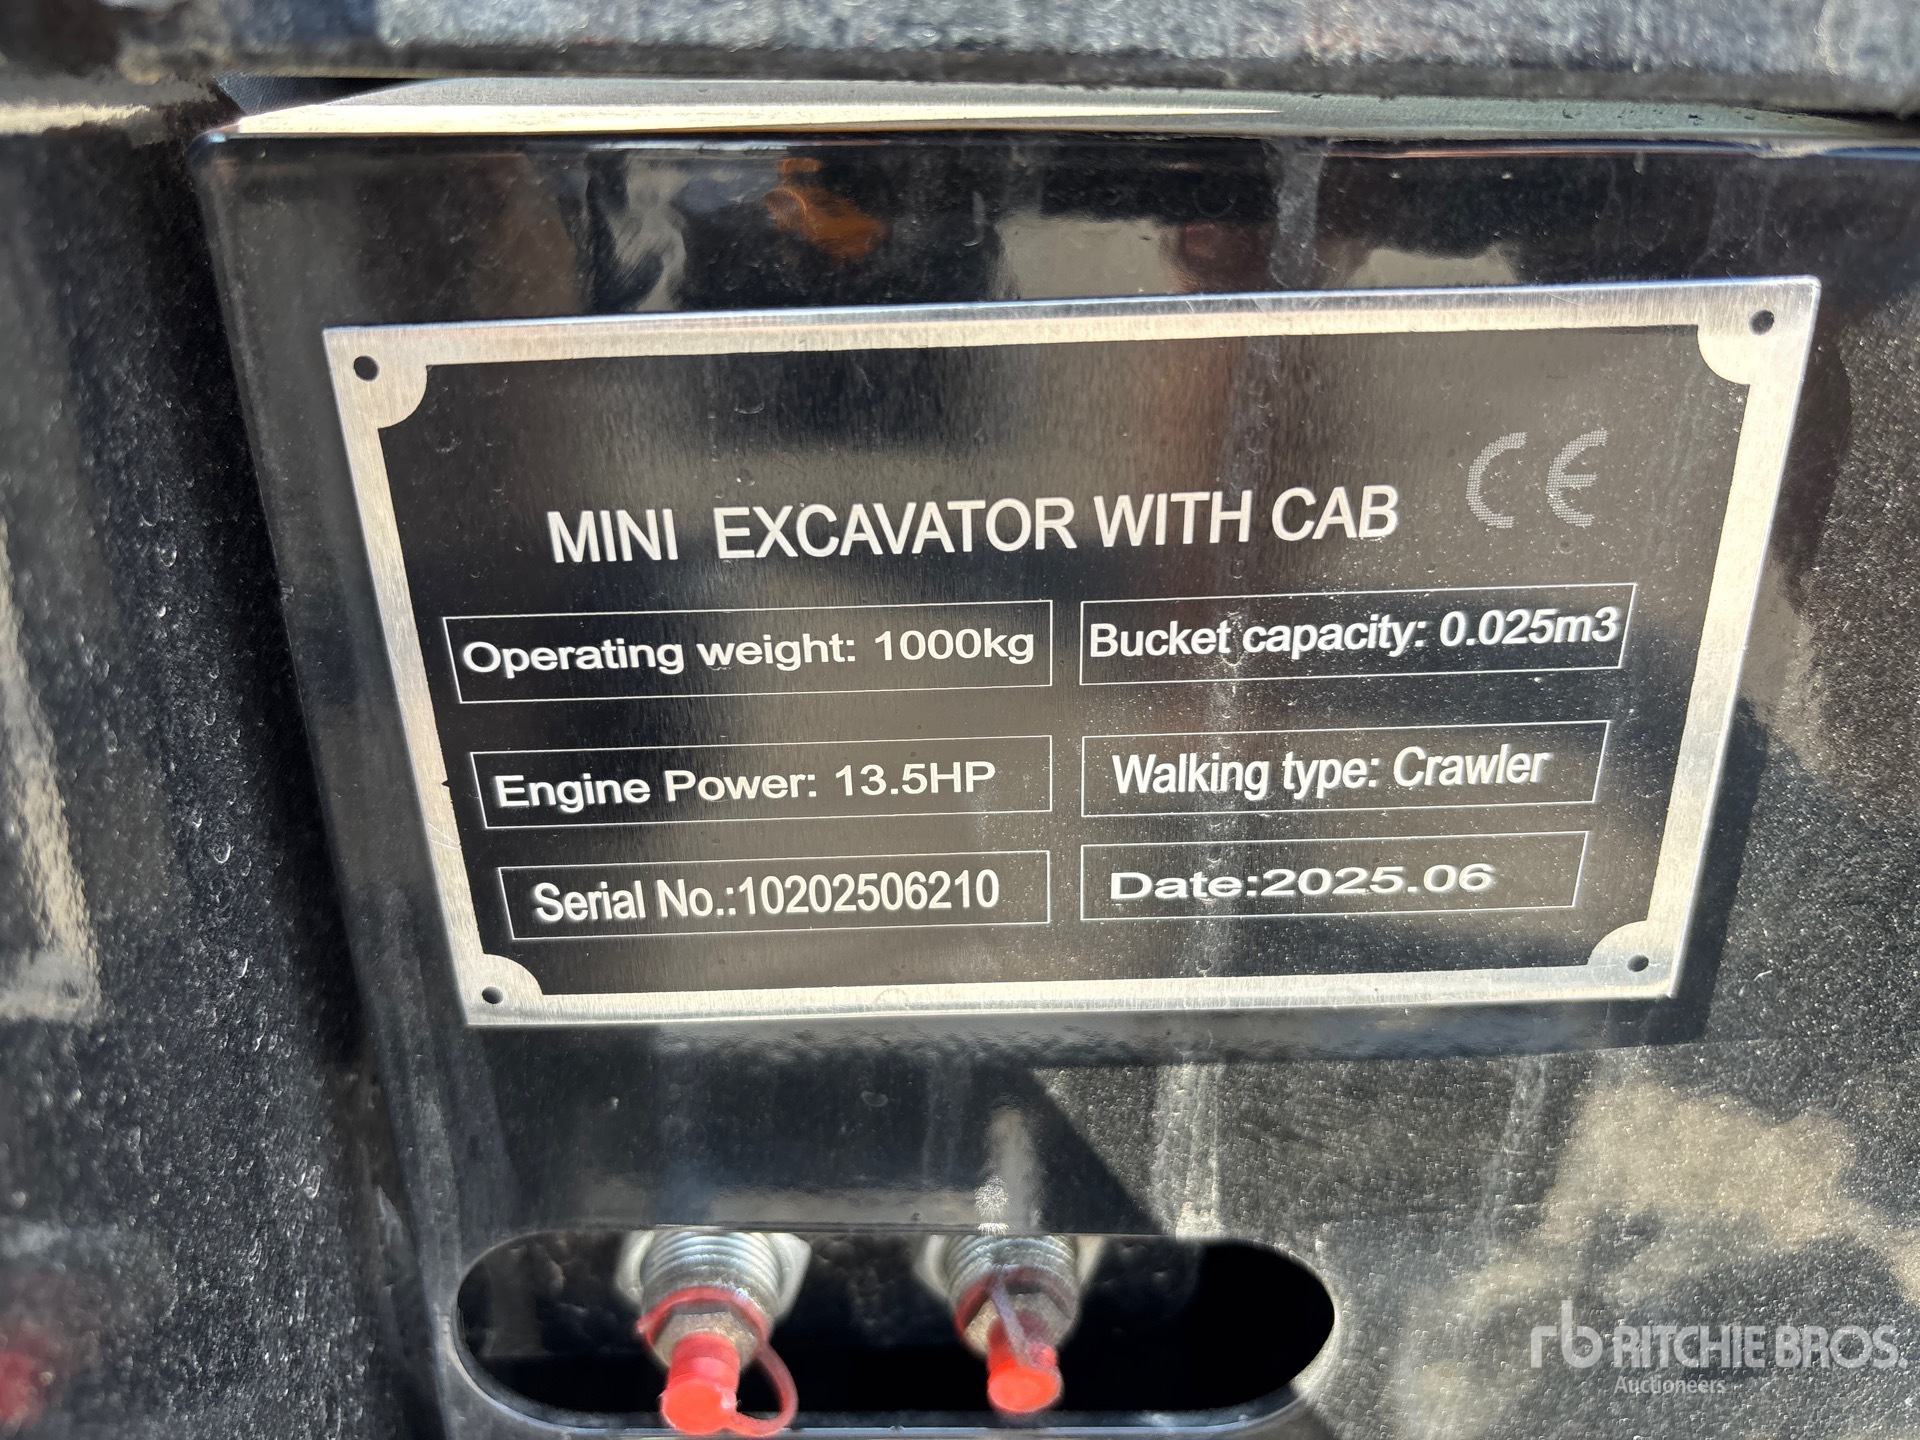 MINI EXCAVATOR WITH CAB CE
Operating weight: 1000kg
Bucket capacity: 0.025m3
Engine Power: 13.5HP
Walking type: Crawler
Serial No.:10202506210
Date:2025.06
rb RITCHIE BROS.
Auctioneers